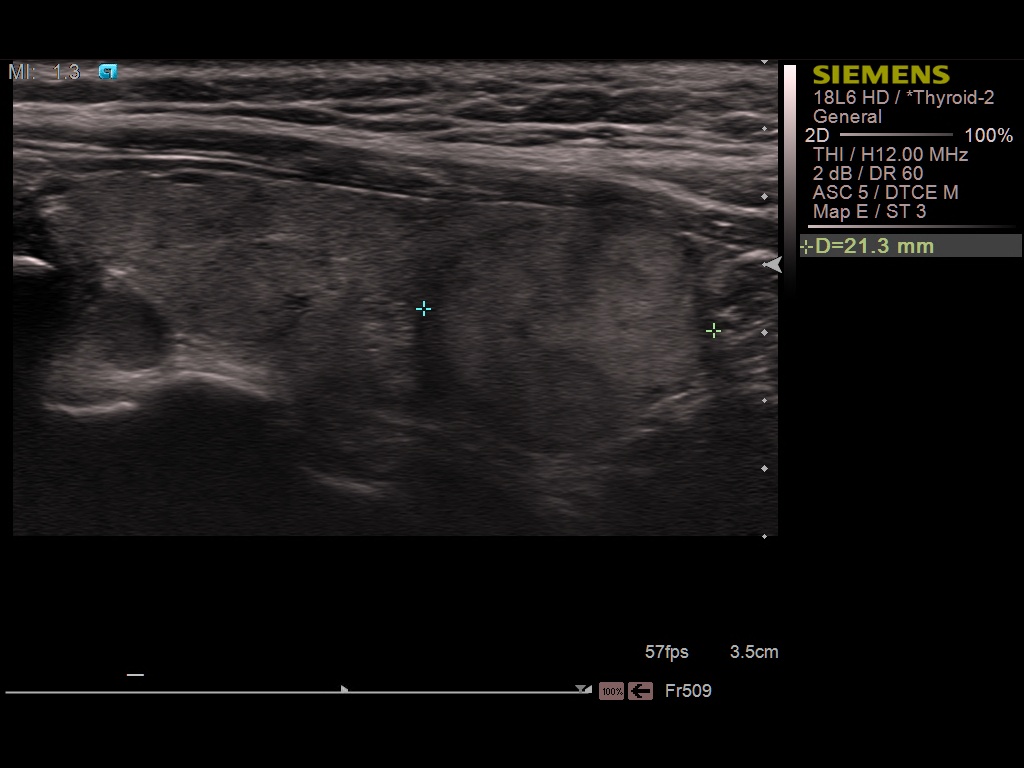 MI: 1.3
SIEMENS
18L6 HD / *Thyroid-2
General
2D 100%
THI / H12.00 MHz
2 dB / DR 60
ASC 5 / DTCE M
Map E / ST 3
D=21.3 mm
57fps 3.5cm
100% Fr509